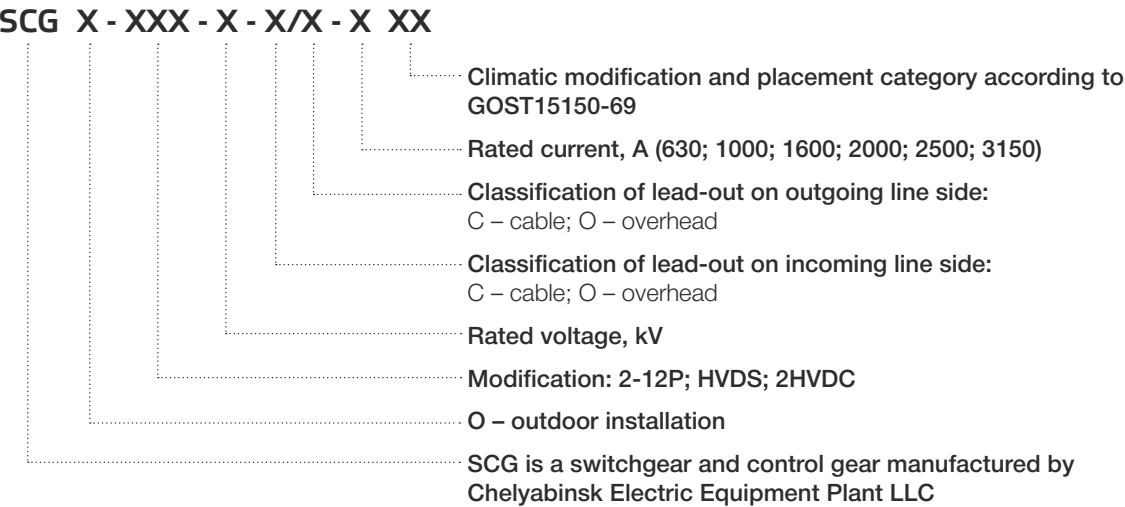 SCG X - XXX - X - X/X - X XX
Climatic modification and placement category according to
GOST15150-69
Rated current, A (630; 1000; 1600; 2000; 2500; 3150)
Classification of lead-out on outgoing line side:
C – cable; O – overhead
Classification of lead-out on incoming line side:
C – cable; O – overhead
Rated voltage, kV
Modification: 2-12P; HVDS; 2HVDC
O – outdoor installation
SCG is a switchgear and control gear manufactured by
Chelyabinsk Electric Equipment Plant LLC